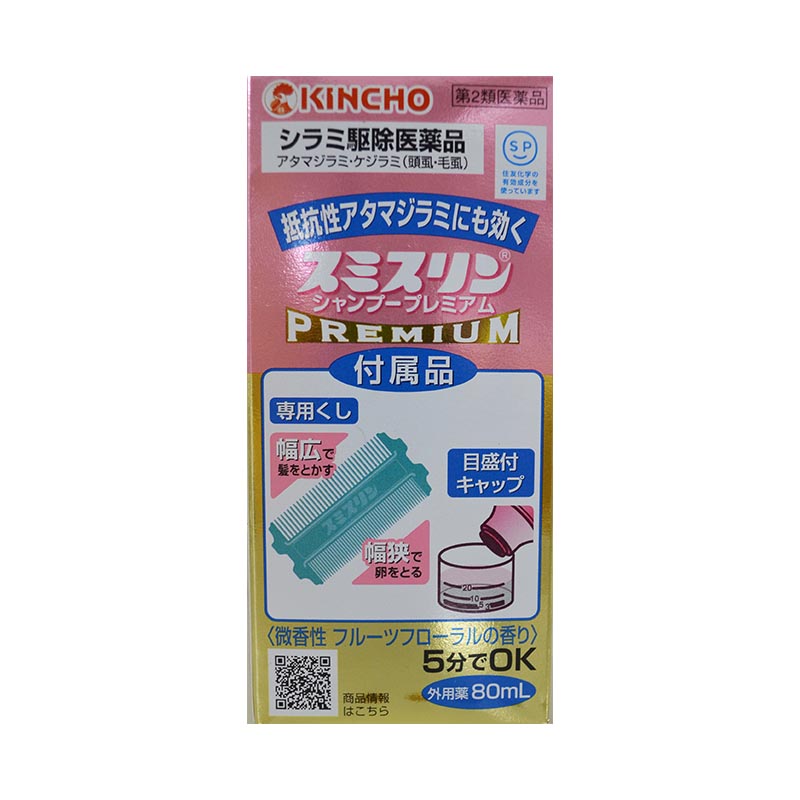 KINCHO
第2類医薬品
シラミ駆除医薬品
アタマジラミ・ケジラミ(頭虱・毛虱)
SP
住友化学の
有効成分を
使っています
抵抗性アタマジラミにも効く
スミスリン®
シャンプープレミアム
PREMIUM
付属品
専用くし
幅広で
髪をとかす
スミスリン
幅狭で
卵をとる
目盛付
キャップ
20
10
5
〈微香性 フルーツフローラルの香り〉
5分でOK
商品情報
はこちら
外用薬 80mL